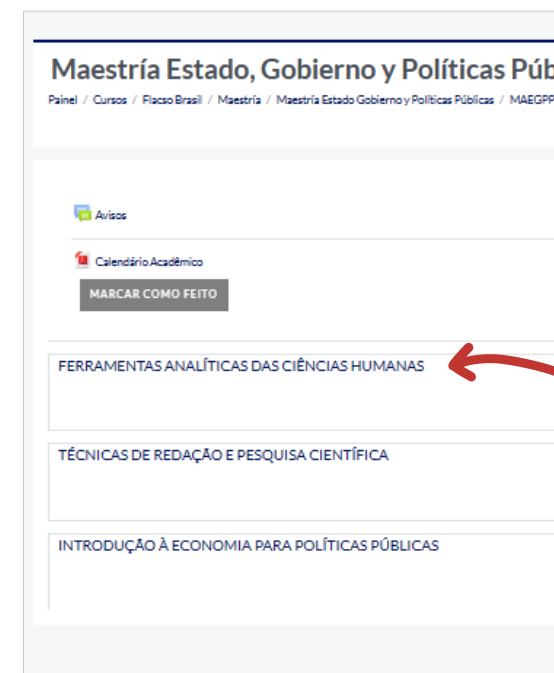 Maestría Estado, Gobierno y Políticas Púb
Painel / Cursos / Flacso Brasil / Maestría / Maestría Estado Gobierno y Políticas Públicas / MAEGPP
Avisos
Calendário Acadêmico
MARCAR COMO FEITO
FERRAMENTAS ANALÍTICAS DAS CIÊNCIAS HUMANAS
TÉCNICAS DE REDAÇÃO E PESQUISA CIENTÍFICA
INTRODUÇÃO À ECONOMIA PARA POLÍTICAS PÚBLICAS